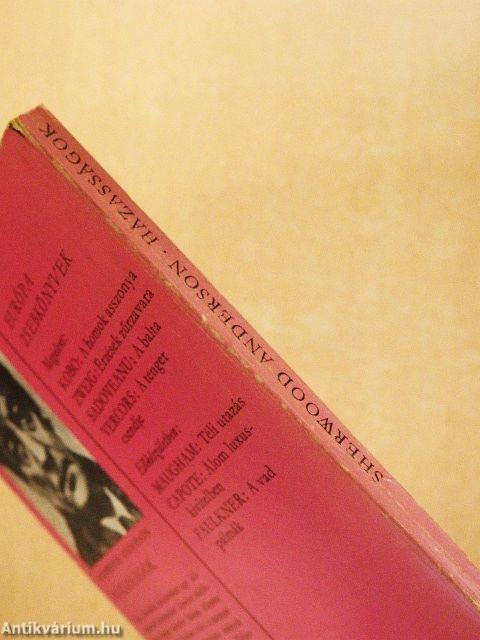 SHERWOOD ANDERSON · HÁZASSÁGOK
EURÓPA
ZSEBKÖNYVEK
Megjelent:
KOBO: A homok asszonya
ZWEIG: Érzések zűrzavara
SADOVEANU: A balta
VERCORS: A tenger
csendje
Előkészületben:
MAUGHAM: Téli utazás
CAPOTE: Álom luxus-
kivitelben
FAULKNER: A vad
pálmák
Antikvárium.hu